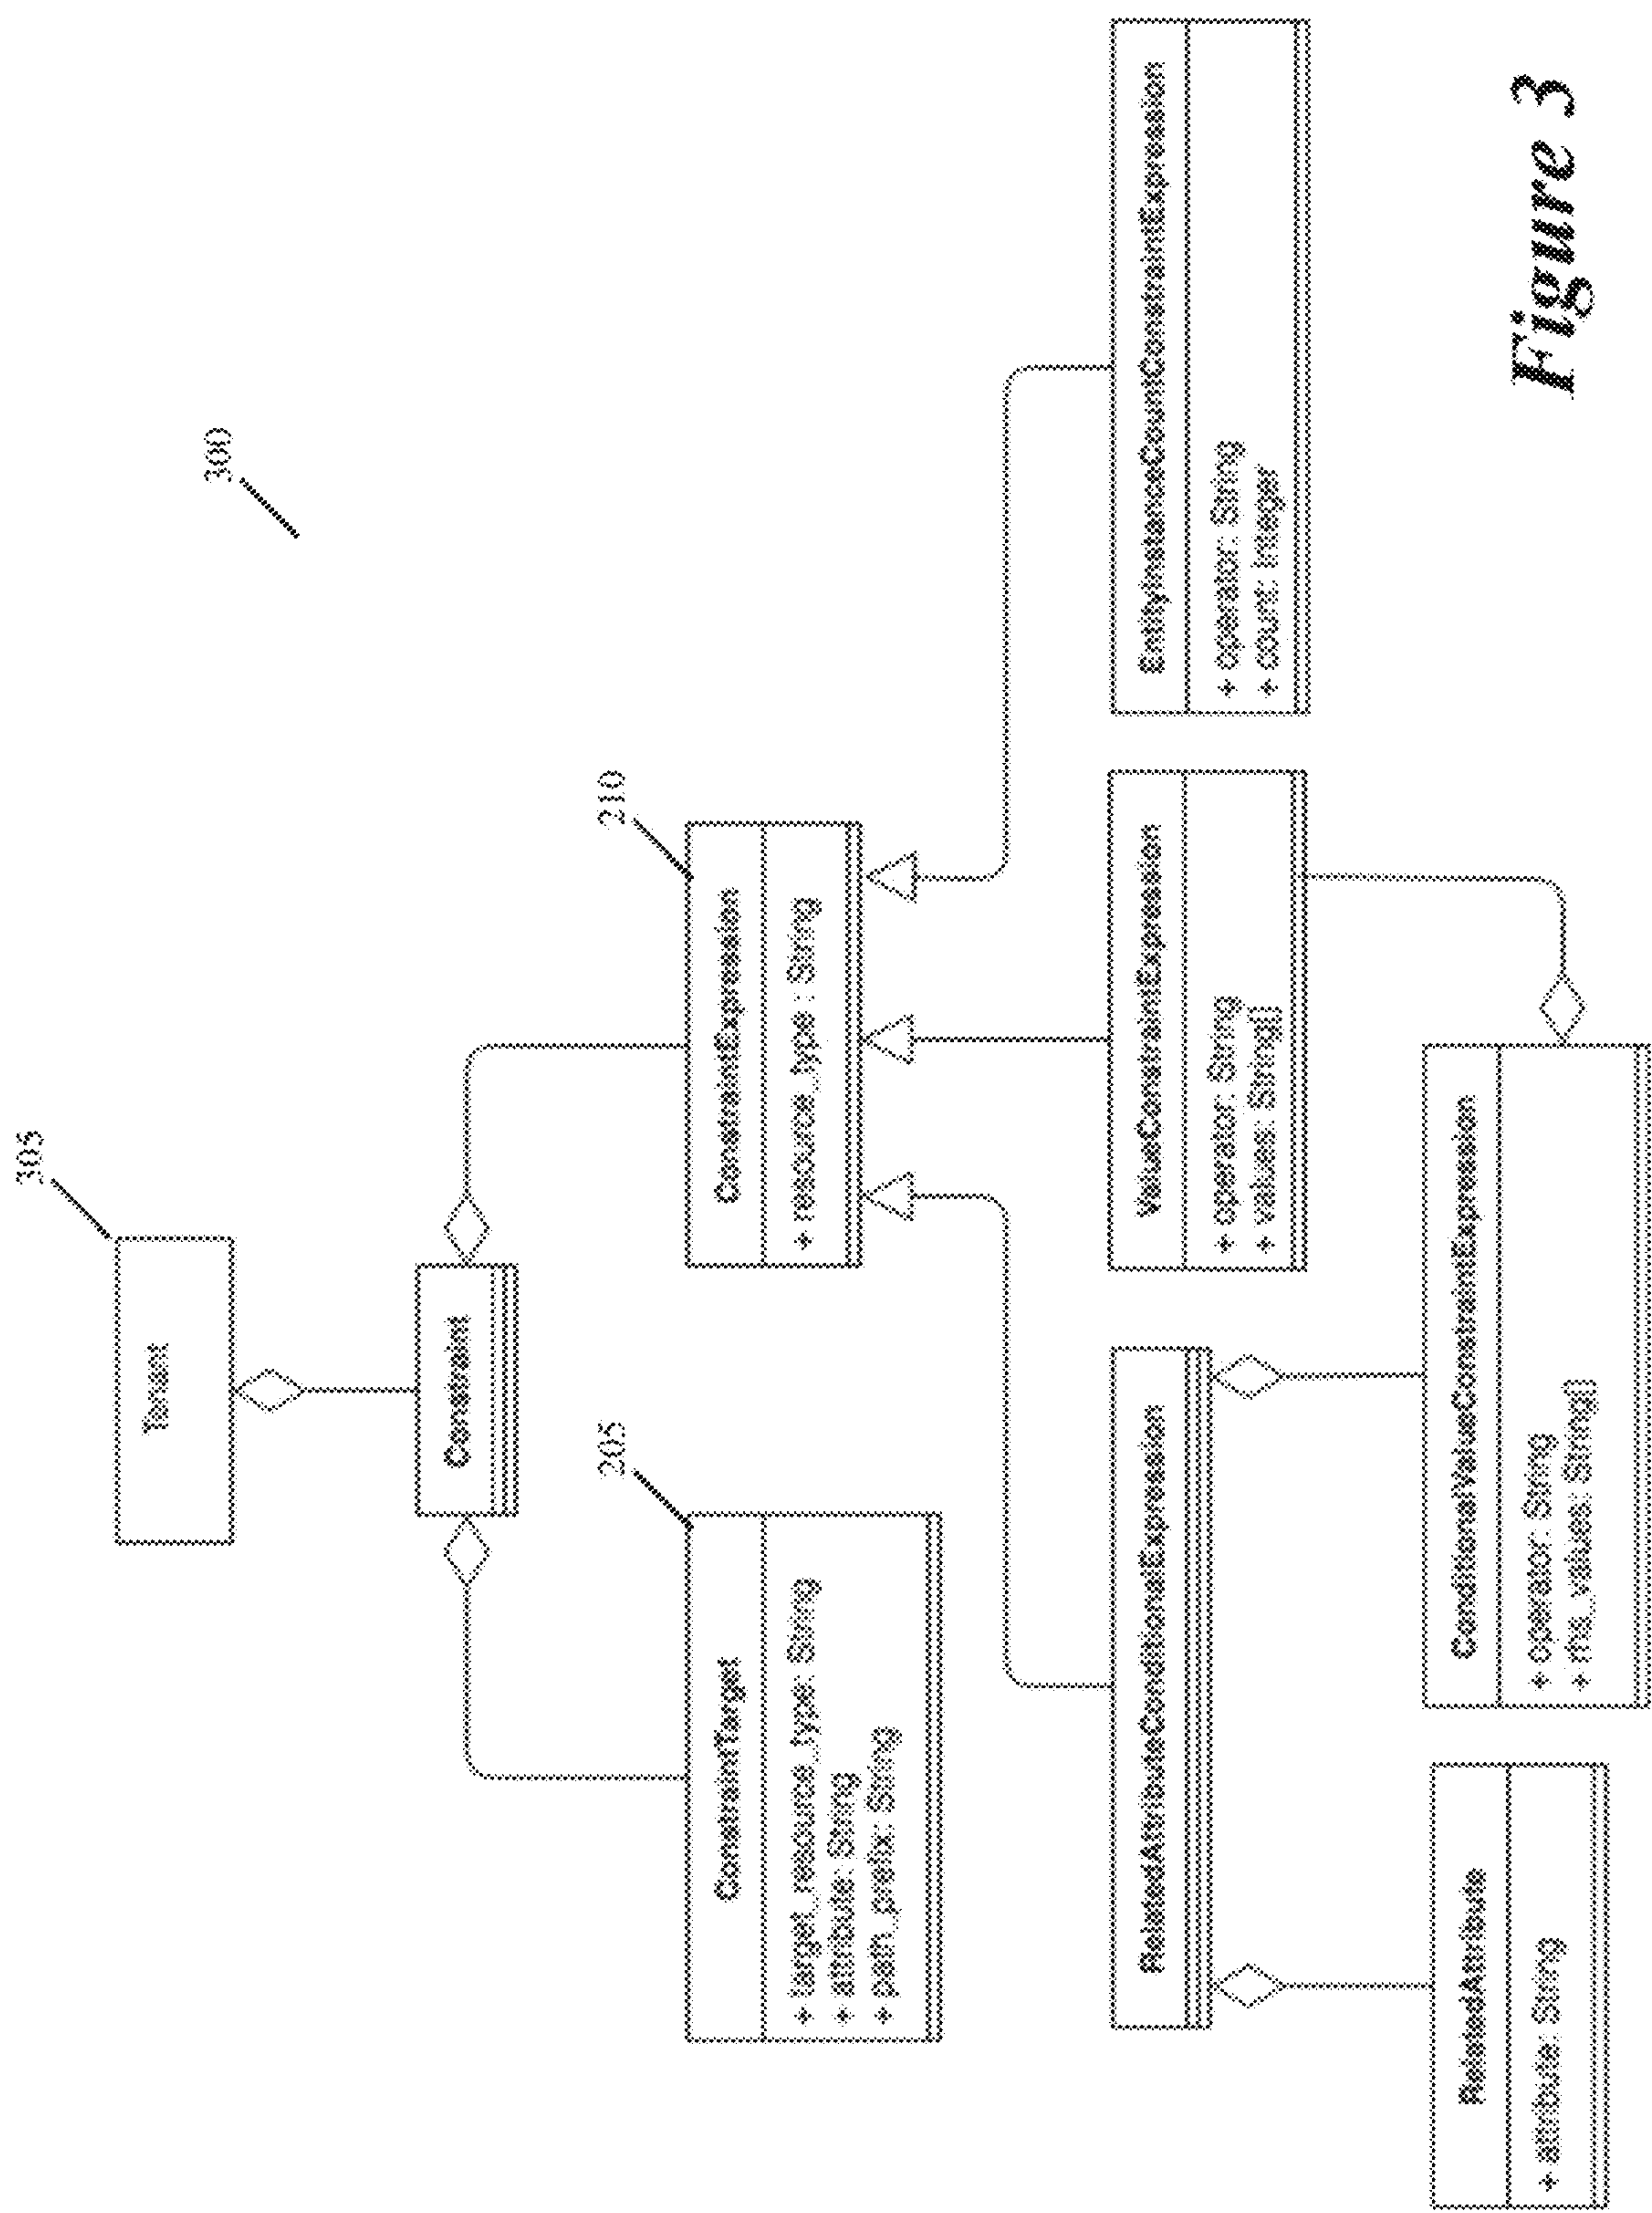 300
305
Tenant
Constraint
205
210
ConstraintTarget
+ target_resource_type: String
+ attribute: String
+ path_prefix: String
ConstraintExpression
+ resource_type : String
RelatedAttributeConditionalExpression
ValueConstraintExpression
+ operator: String
+ values: String[]
EntityInstanceCountConstraintExpression
+ operator: String
+ count: Integer
RelatedAttribute
+ attribute: String
ConditionalValueConstraintExpression
+ operator: String
+ rhs_values: String[]
Figure 3